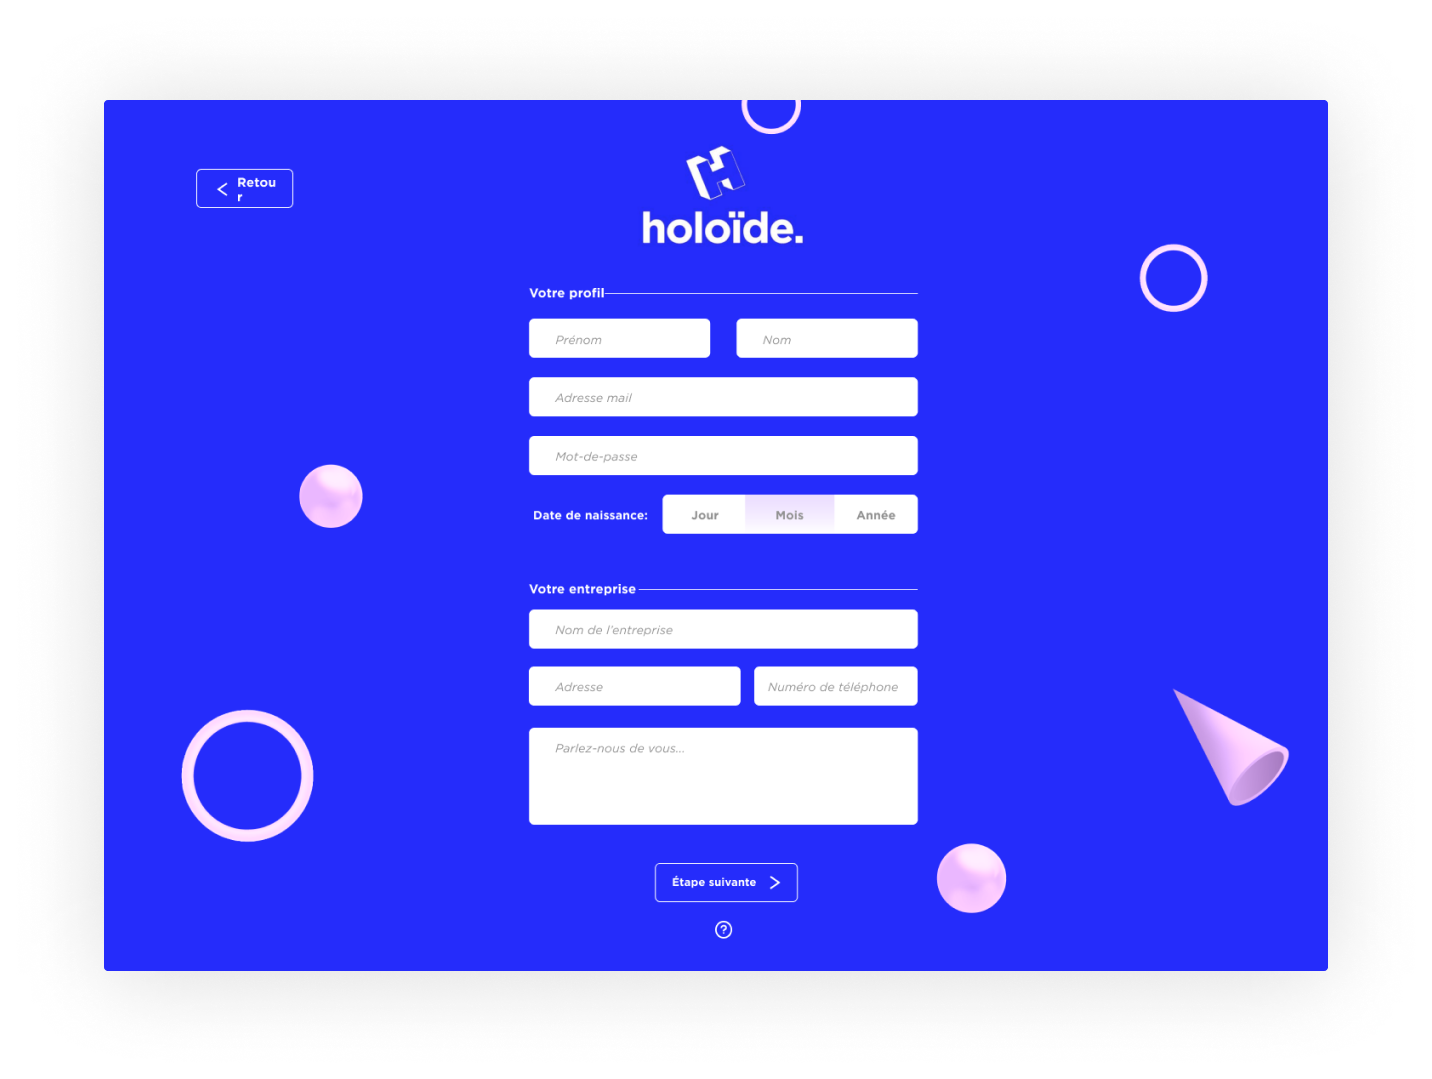 Retou
r
holoïde.
Votre profil
Prénom Nom
Adresse mail
Mot-de-passe
Date de naissance: Jour Mois Année
Votre entreprise
Nom de l'entreprise
Adresse Numéro de téléphone
Parlez-nous de vous...
Étape suivante
?